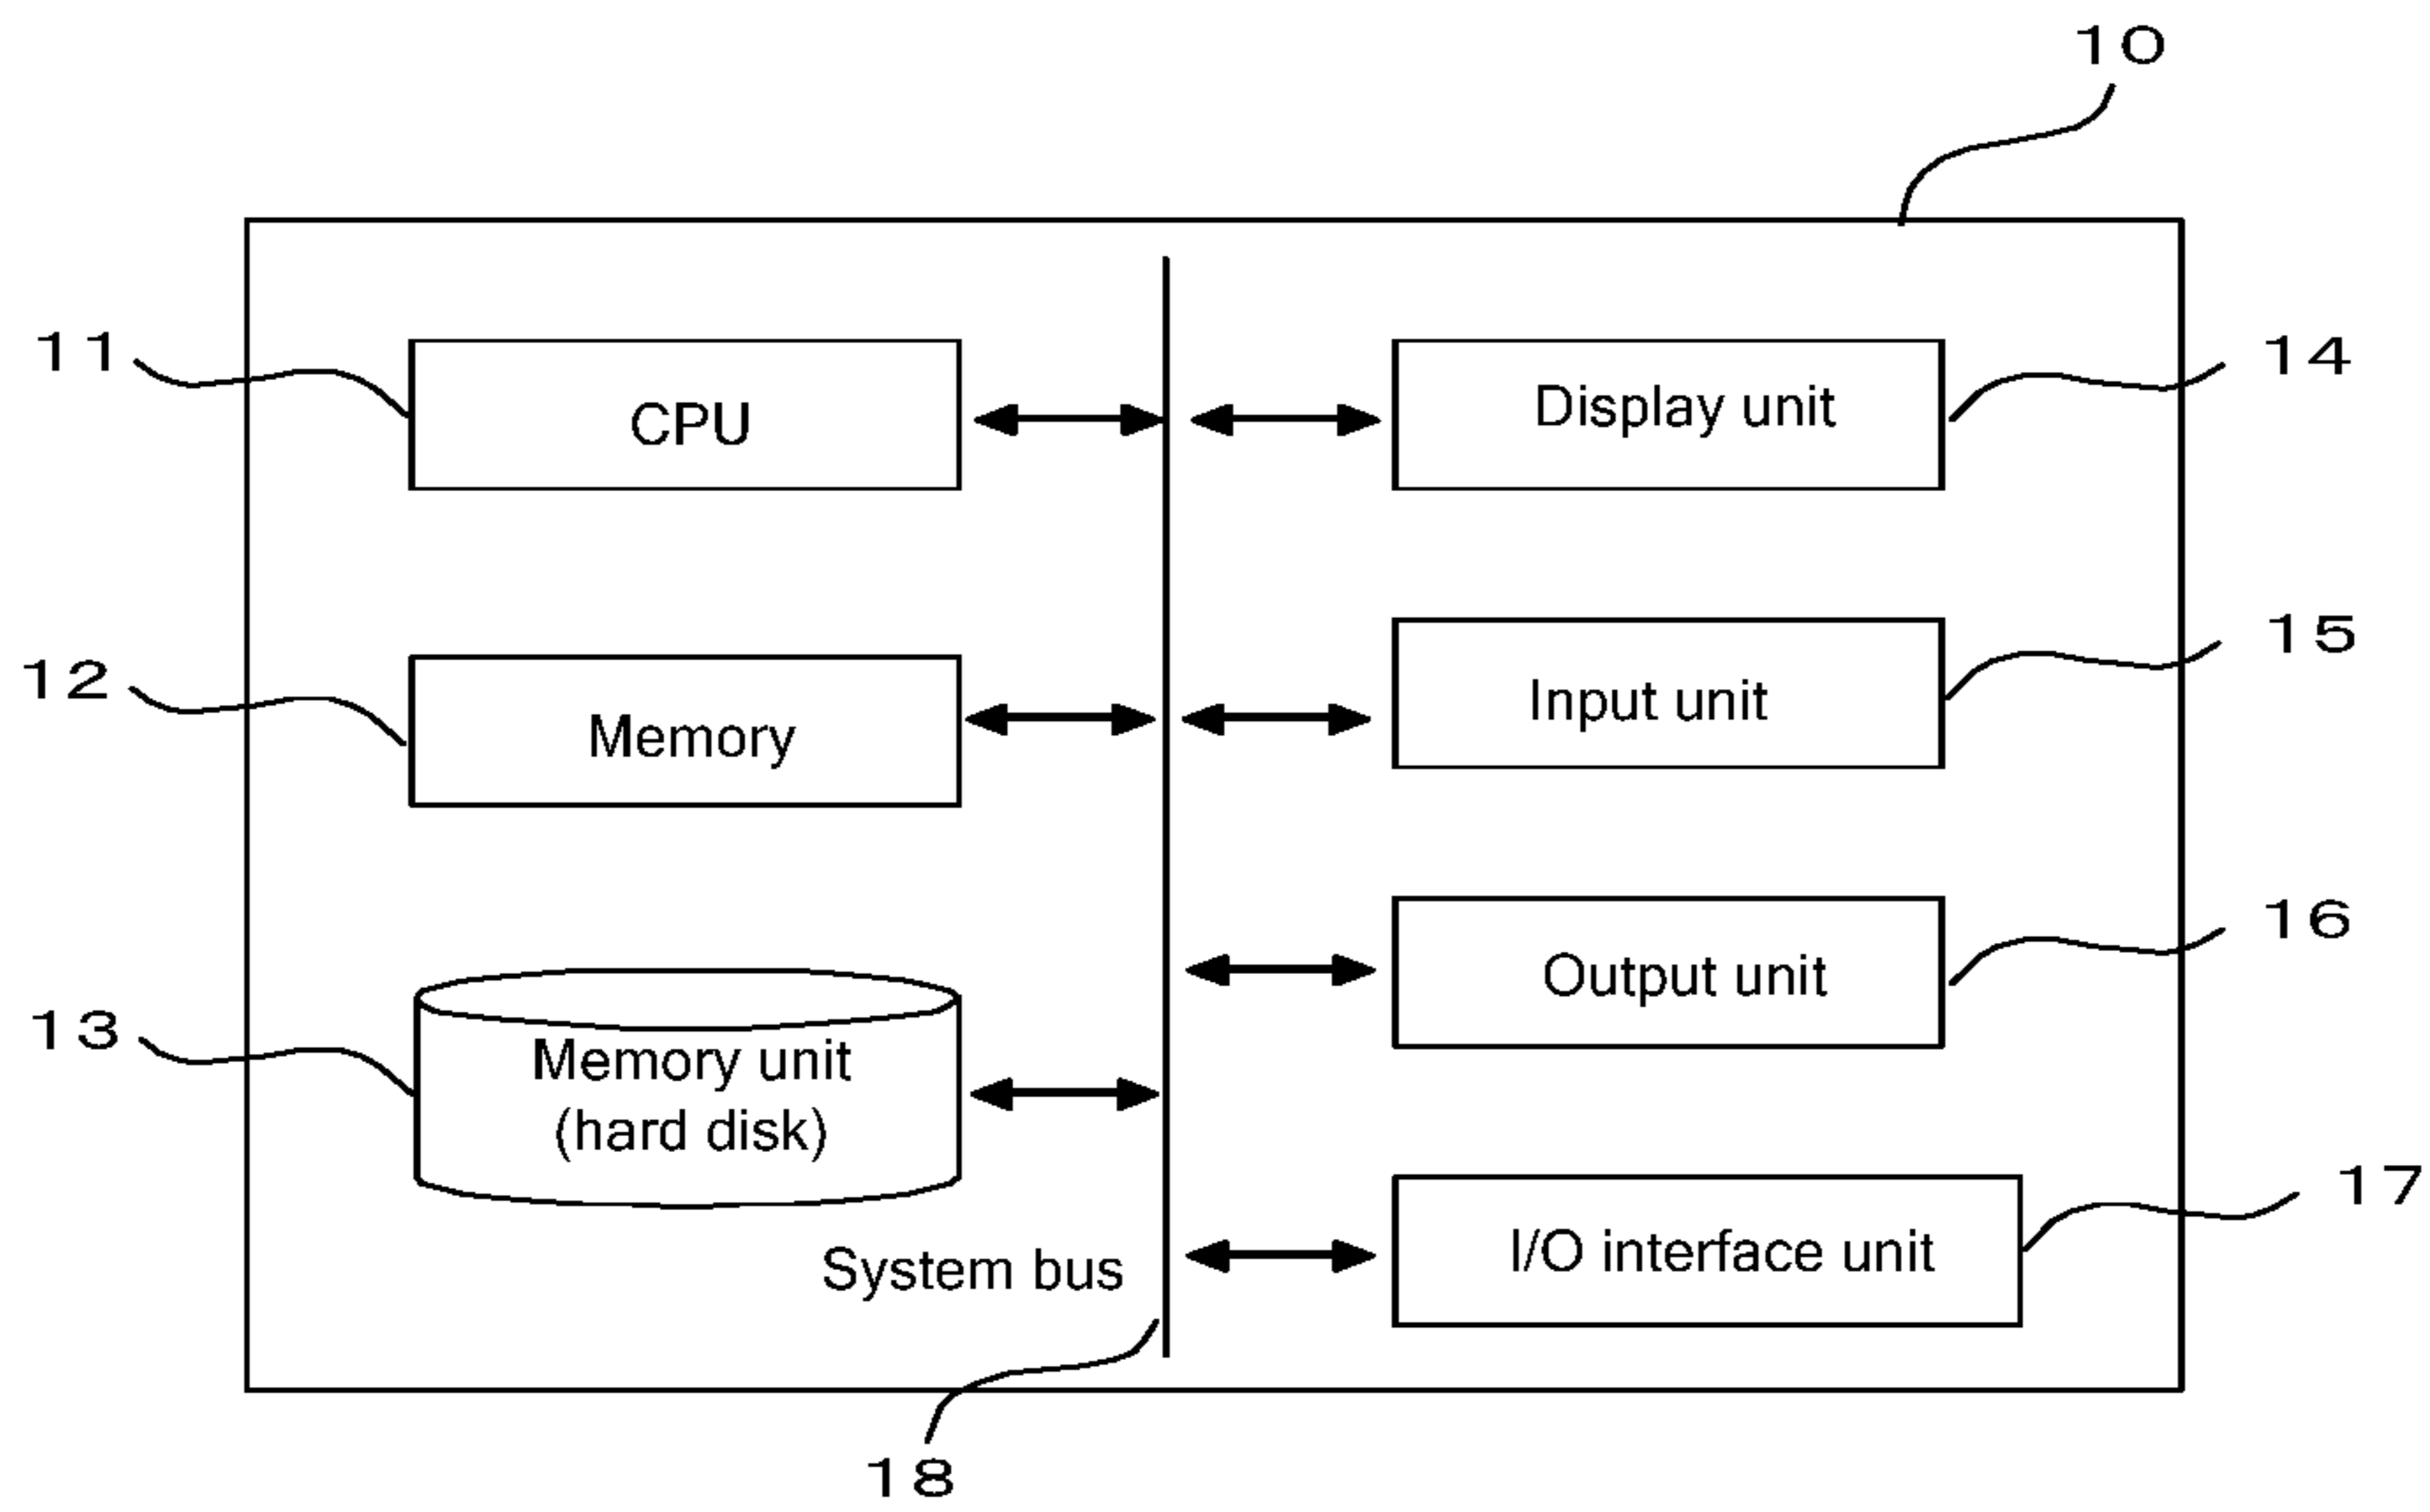 10
11
CPU
Display unit
14
12
Memory
Input unit
15
13
Memory unit
(hard disk)
Output unit
16
System bus
I/O interface unit
17
18